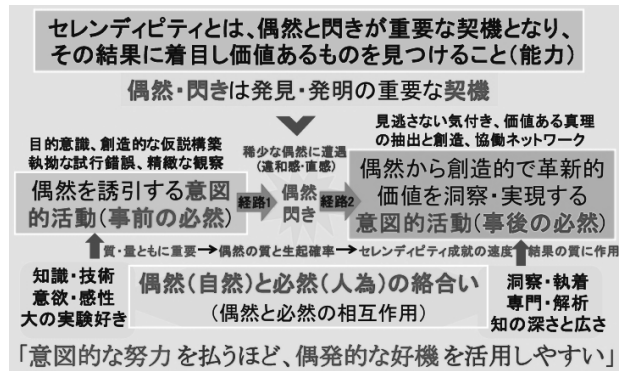 セレンディピティとは、偶然と閃きが重要な契機となり、
その結果に着目し価値あるものを見つけること(能力)
偶然・閃きは発見・発明の重要な契機
目的意識、創造的な仮説構築
執拗な試行錯誤、精緻な観察
稀少な偶然に遭遇
(違和感・直感)
見逃さない気付き、価値ある真理
の抽出と創造、協働ネットワーク
偶然を誘引する意図
的活動(事前の必然)
経路1
偶然
閃き
経路2
偶然から創造的で革新的
価値を洞察・実現する
意図的活動(事後の必然)
質・量ともに重要→偶然の質と生起確率→セレンディピティ成就の速度・結果の質に作用
知識・技術
意欲・感性
大の実験好き
偶然(自然)と必然(人為)の絡合い
(偶然と必然の相互作用)
洞察・執着
専門・解析
知の深さと広さ
「意図的な努力を払うほど、偶発的な好機を活用しやすい」